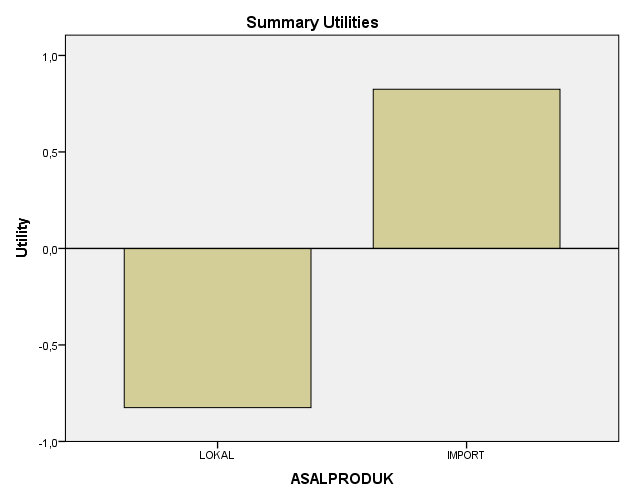 Summary Utilities
1,0
0,5
0,0
-0,5
-1,0
Utility
LOKAL
IMPORT
ASALPRODUK